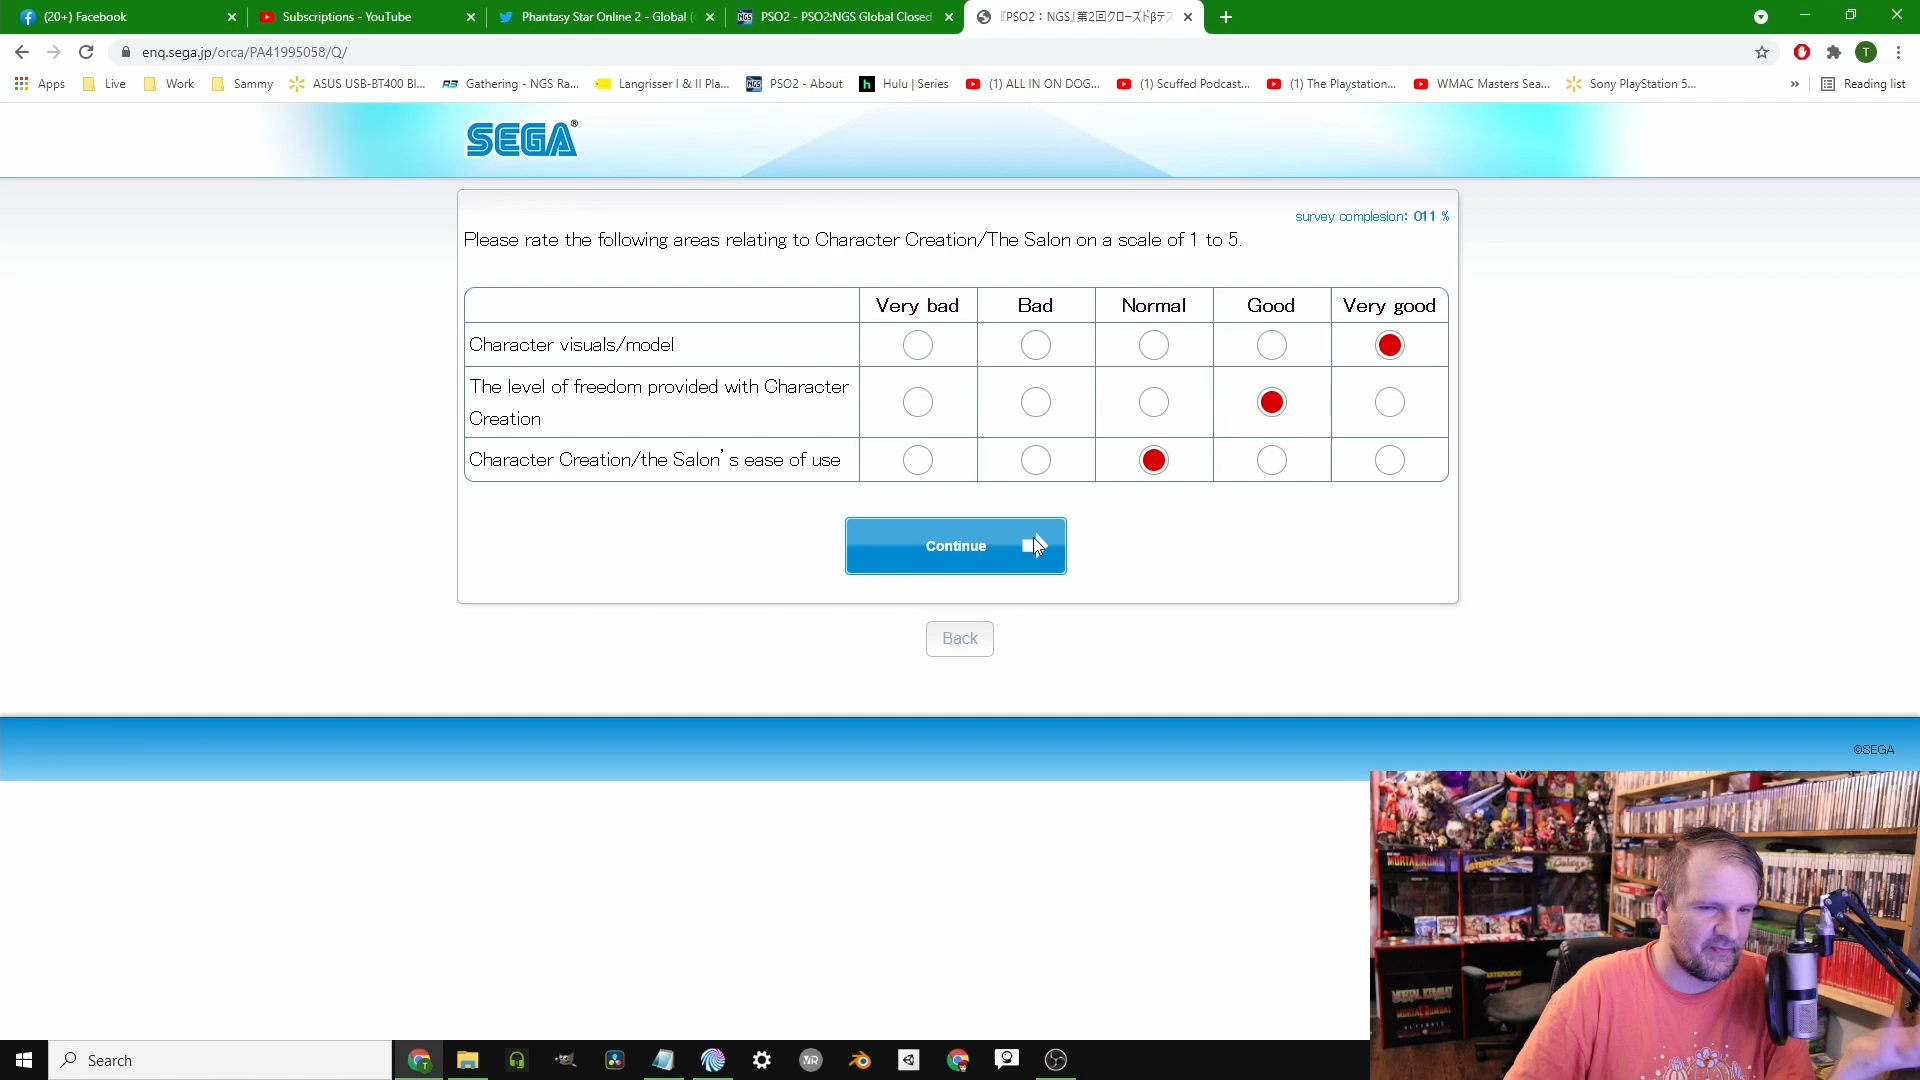 (20+) Facebook
Subscriptions - YouTube
Phantasy Star Online 2 - Global
PSO2 - PSO2:NGS Global Closed
『PSO2：NGS』第2回クローズドβテス
enq.sega.jp/orca/PA41995058/Q/
T
Apps
Live
Work
Sammy
ASUS USB-BT400 Bl...
Gathering - NGS Ra...
Langrisser I & II Pla...
PSO2 - About
Hulu | Series
(1) ALL IN ON DOG...
(1) Scuffed Podcast...
(1) The Playstation...
WMAC Masters Sea...
Sony PlayStation 5...
»
Reading list
SEGA®
survey complesion: 011 %
Please rate the following areas relating to Character Creation/The Salon on a scale of 1 to 5.
Very bad
Bad
Normal
Good
Very good
Character visuals/model
The level of freedom provided with Character
Creation
Character Creation/the Salon's ease of use
Continue
Back
©SEGA
MORTAL KOMBAT
ASTEROIDS
MORTAL KOMBAT
Search